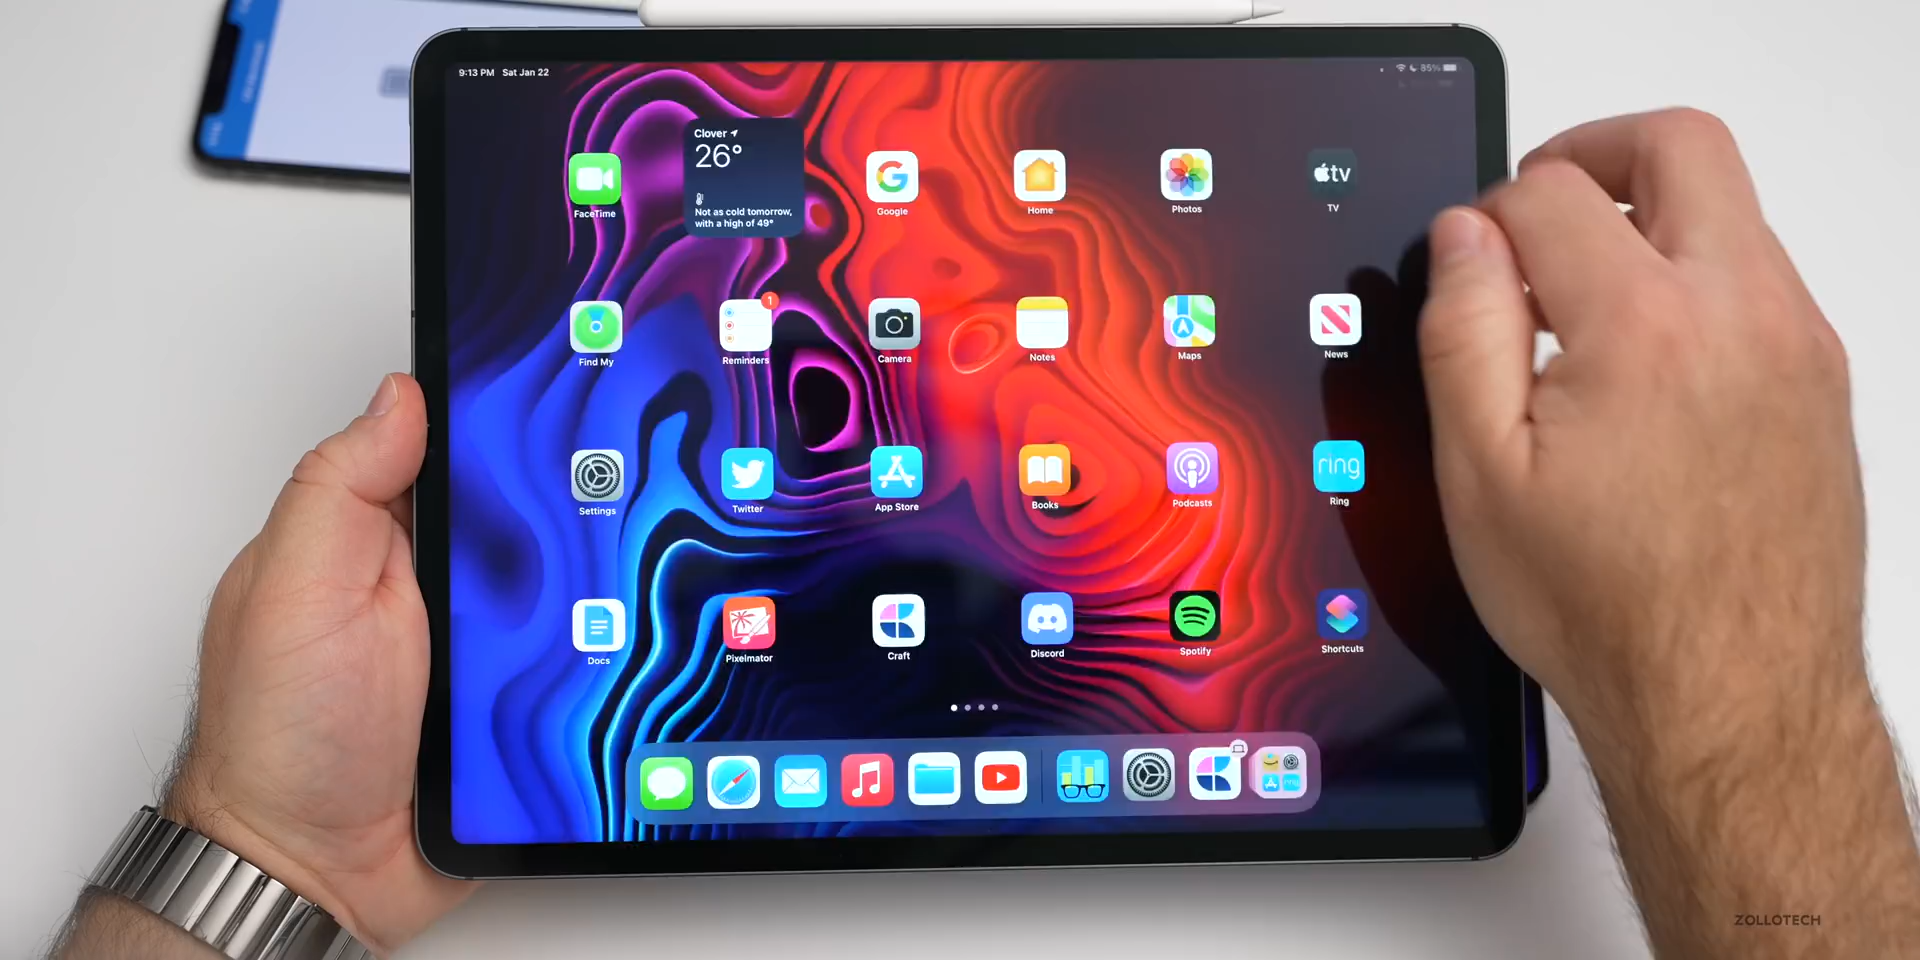 9:13 PM Sat Jan 22
85%
Clover
26°
Not as cold tomorrow,
with a high of 49°
FaceTime
Google
Home
Photos
tv
TV
Find My
1
Reminders
Camera
Notes
Maps
News
Settings
Twitter
App Store
Books
Podcasts
ring
Ring
Docs
Pixelmator
Craft
Discord
Spotify
Shortcuts
ZOLLOTECH